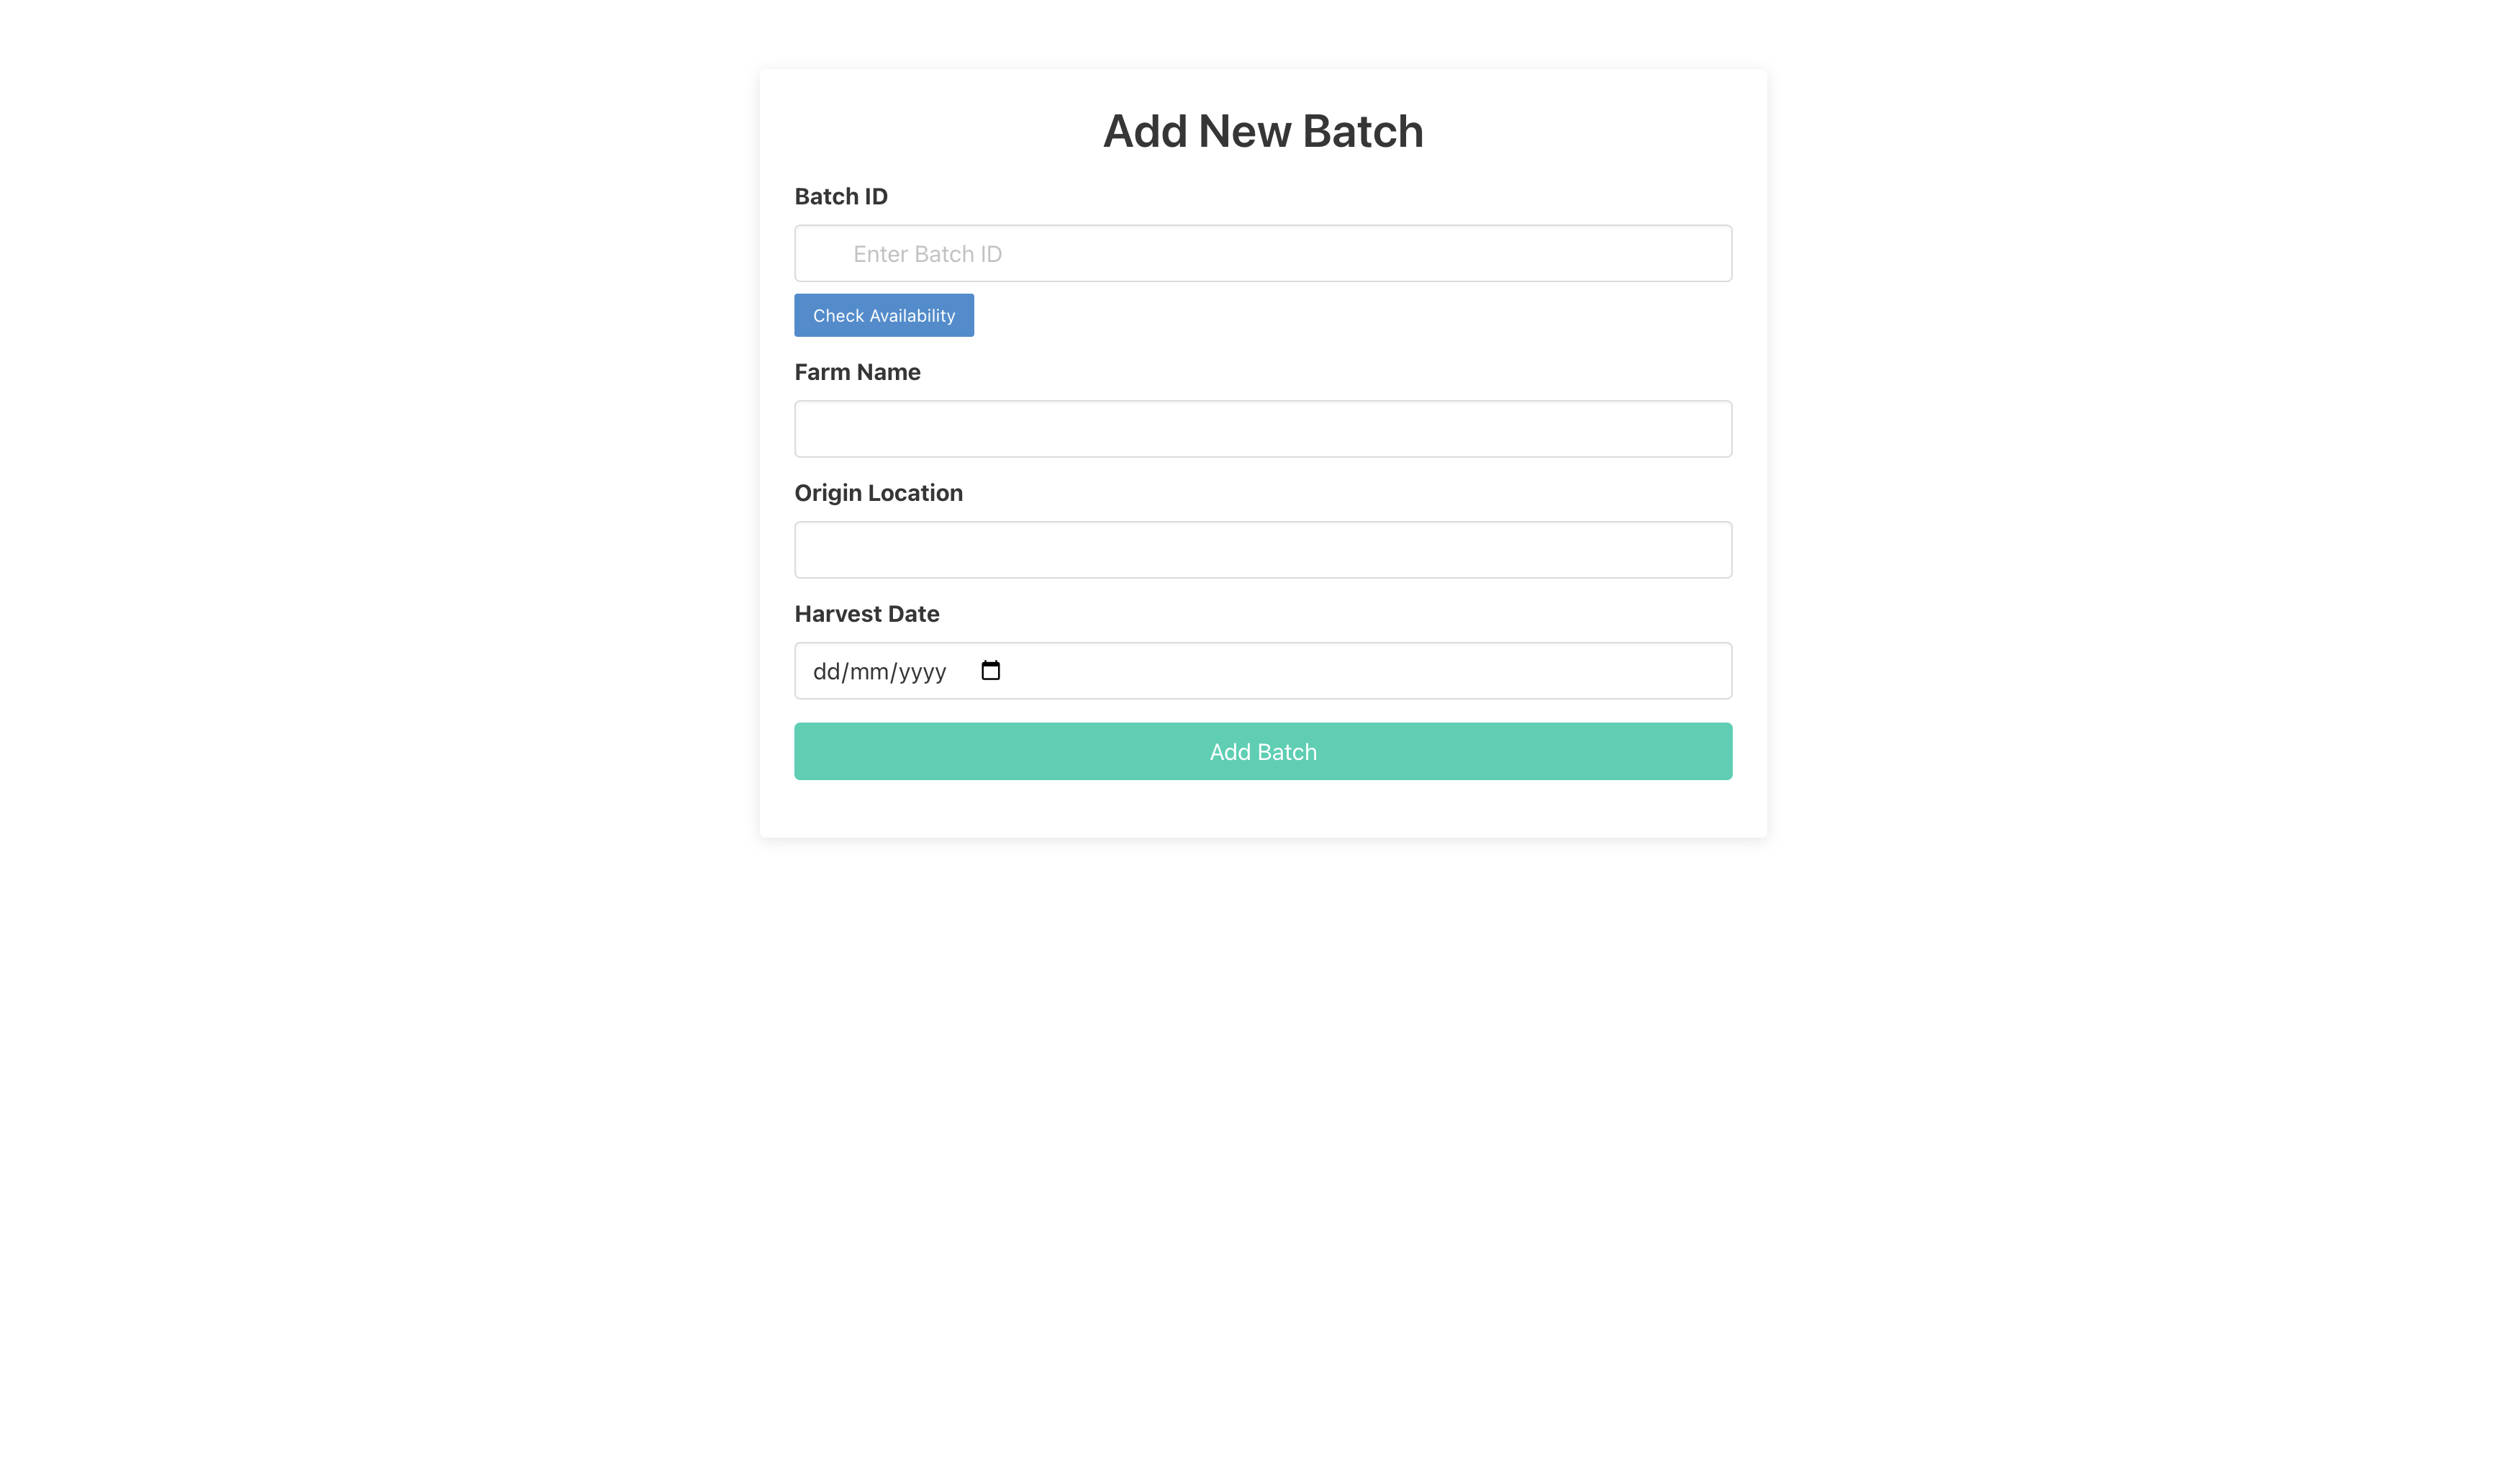 Add New Batch
Batch ID
Enter Batch ID
Check Availability
Farm Name
Origin Location
Harvest Date
dd/mm/yyyy
Add Batch